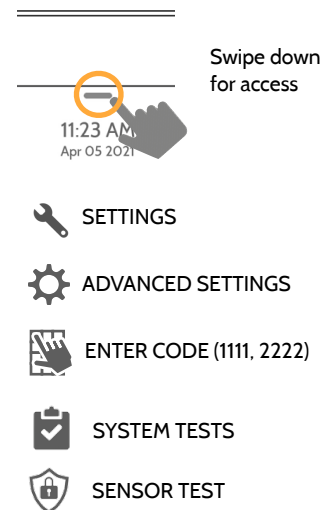 Swipe down
for access
11:23 AM
Apr 05 2021
SETTINGS
ADVANCED SETTINGS
ENTER CODE (1111, 2222)
SYSTEM TESTS
SENSOR TEST